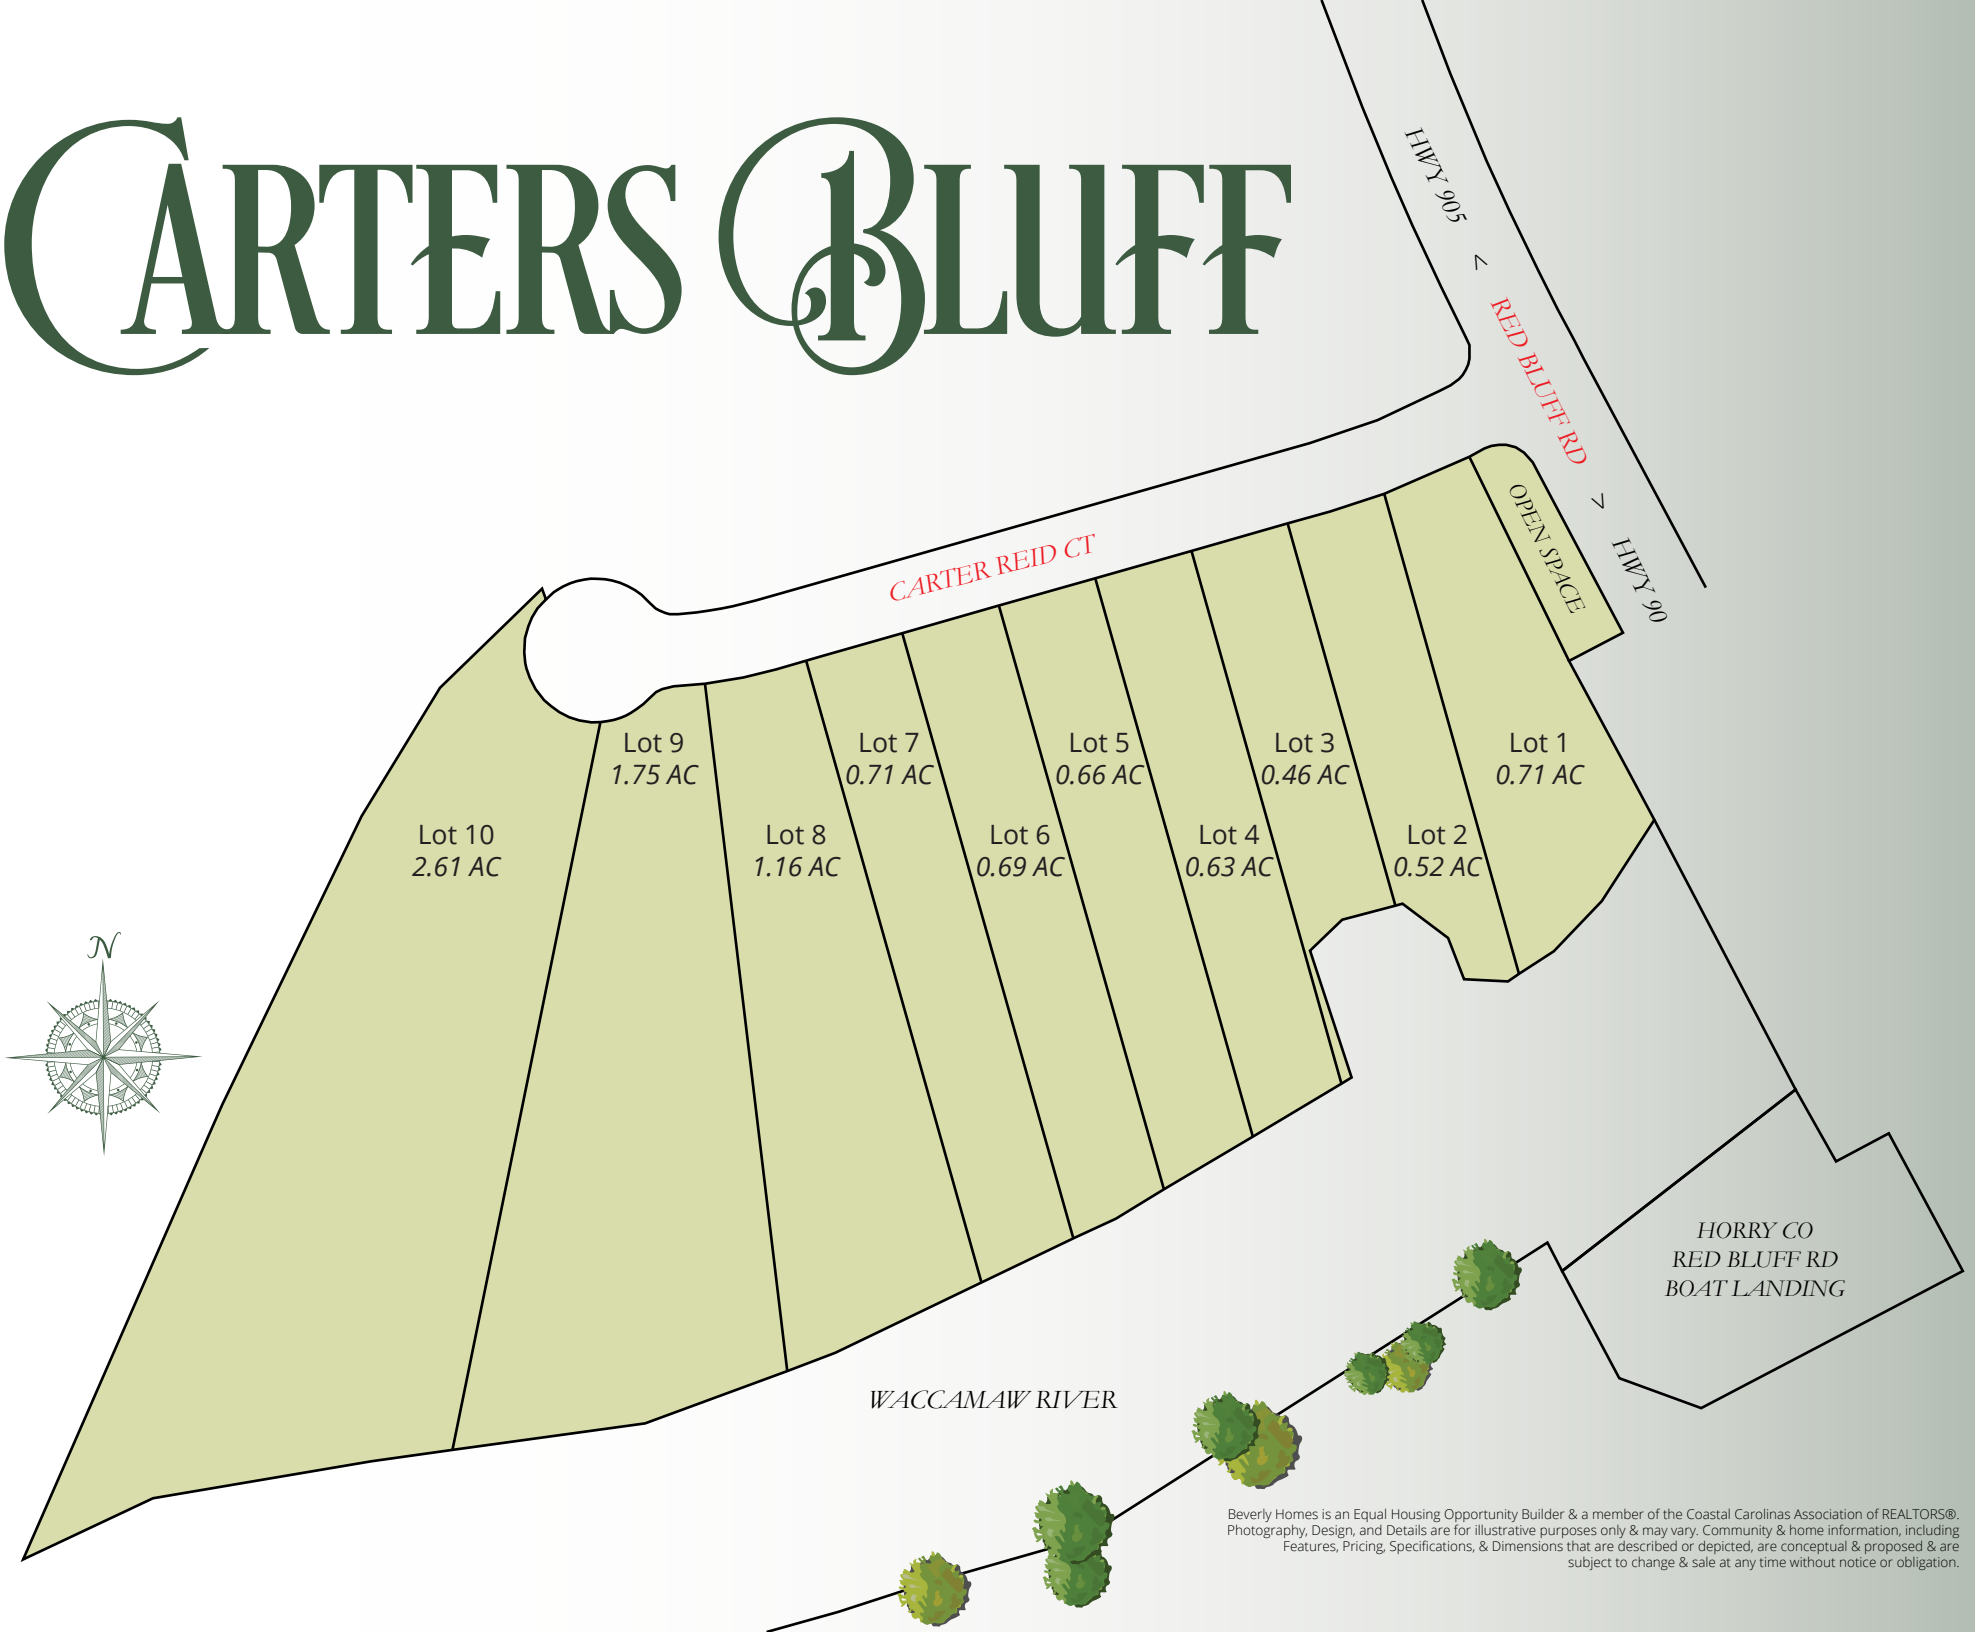 CARTERS BLUFF
HWY 905 < RED BLUFF RD > HWY 90
OPEN SPACE
CARTER REID CT
Lot 9
1.75 AC
Lot 7
0.71 AC
Lot 5
0.66 AC
Lot 3
0.46 AC
Lot 1
0.71 AC
Lot 10
2.61 AC
Lot 8
1.16 AC
Lot 6
0.69 AC
Lot 4
0.63 AC
Lot 2
0.52 AC
N
HORRY CO
RED BLUFF RD
BOAT LANDING
WACCAMAW RIVER
Beverly Homes is an Equal Housing Opportunity Builder & a member of the Coastal Carolinas Association of REALTORS®.
Photography, Design, and Details are for illustrative purposes only & may vary. Community & home information, including
Features, Pricing, Specifications, & Dimensions that are described or depicted, are conceptual & proposed & are
subject to change & sale at any time without notice or obligation.